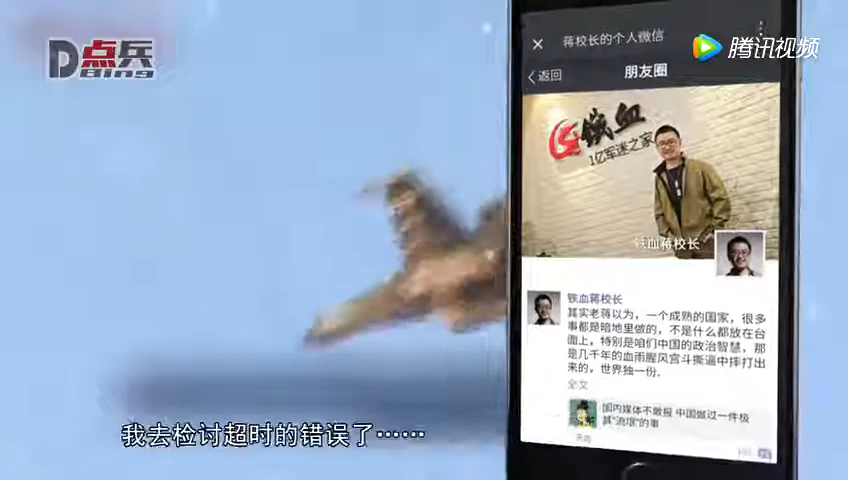 D点兵
DBing
腾讯视频
蒋校长的个人微信
返回
朋友圈
铁血
1亿军迷之家
铁血蒋校长
铁血蒋校长
其实老蒋以为，一个成熟的国家，很多
事都是暗地里做的，不是什么都放在台
面上，特别是咱们中国的政治智慧，那
是几千年的血雨腥风宫斗撕逼中摔打出
来的，世界独一份。
全文
国内媒体不敢报 中国做过一件极
其"流氓"的事
我去检讨超时的错误了……